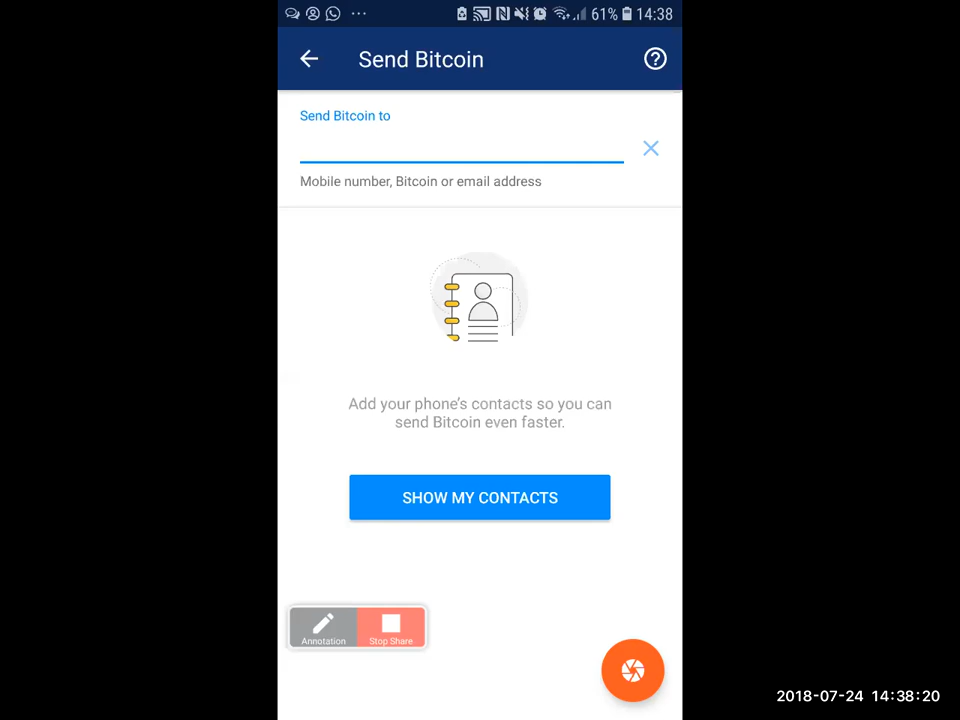 61% 14:38
Send Bitcoin
Send Bitcoin to
Mobile number, Bitcoin or email address
Add your phone's contacts so you can
send Bitcoin even faster.
SHOW MY CONTACTS
Annotation
Stop Share
2018-07-24 14:38:20